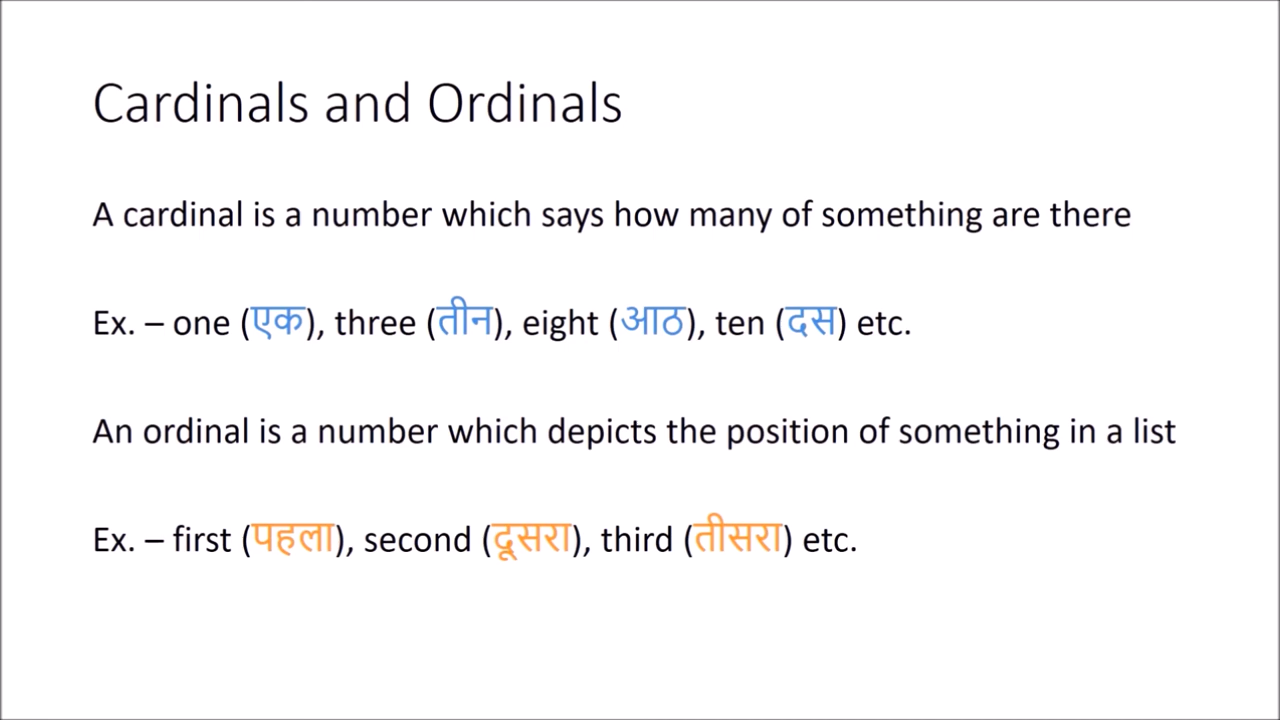 Cardinals and Ordinals
A cardinal is a number which says how many of something are there
Ex. – one (एक), three (तीन), eight (आठ), ten (दस) etc.
An ordinal is a number which depicts the position of something in a list
Ex. – first (पहला), second (दूसरा), third (तीसरा) etc.